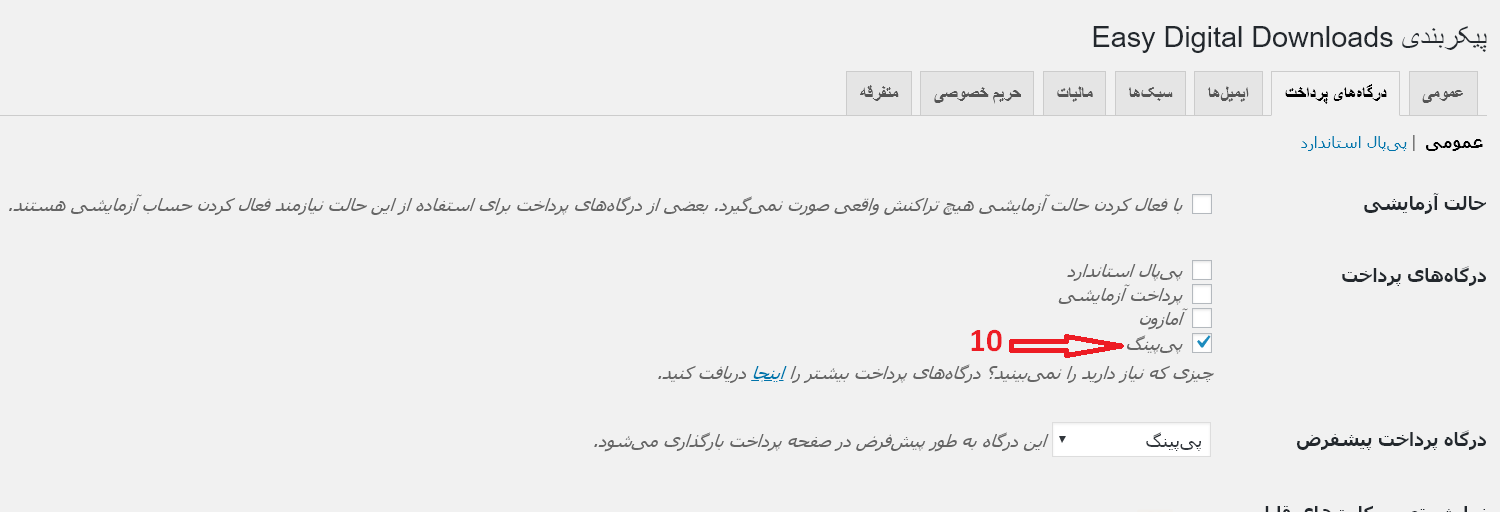 پیکربندی Easy Digital Downloads
عمومی درگاه‌های پرداخت ایمیل‌ها سبک‌ها مالیات حریم خصوصی متفرقه
عمومی | پی‌پال استاندارد
حالت آزمایشی با فعال کردن حالت آزمایشی هیچ تراکنش واقعی صورت نمی‌گیرد. بعضی از درگاه‌های پرداخت برای استفاده از این حالت نیازمند فعال کردن حساب آزمایشی هستند.
درگاه‌های پرداخت پی‌پال استاندارد
پرداخت آزمایشی
آمازون
پی‌پینگ 10
چیزی که نیاز دارید را نمی‌بینید؟ درگاه‌های پرداخت بیشتر را اینجا دریافت کنید.
درگاه پرداخت پیشفرض پی‌پینگ این درگاه به طور پیش‌فرض در صفحه پرداخت بارگذاری می‌شود.